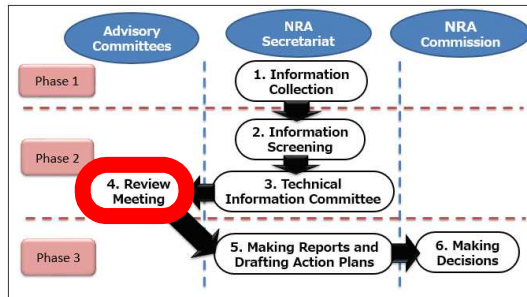 Advisory
Committees
NRA
Secretariat
NRA
Commission
Phase 1
1. Information
Collection
2. Information
Screening
Phase 2
4. Review
Meeting
3. Technical
Information Committee
Phase 3
5. Making Reports and
Drafting Action Plans
6. Making
Decisions